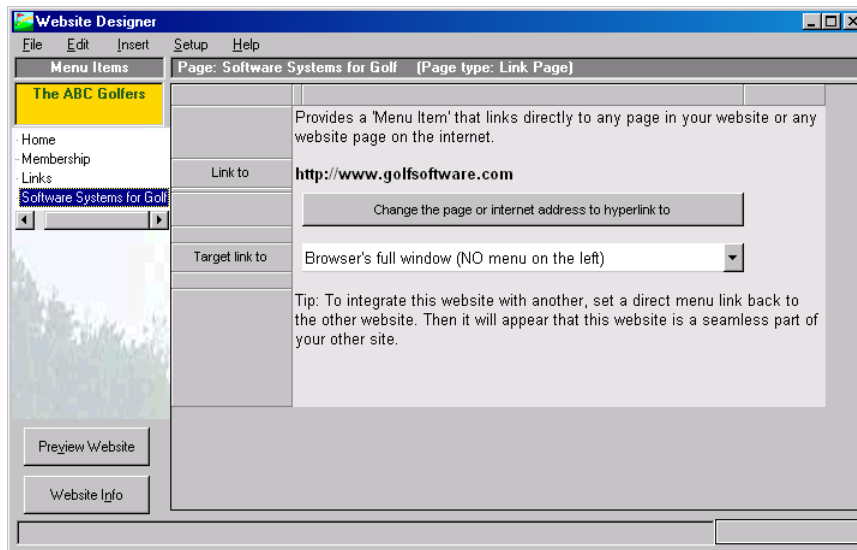 Website Designer
File Edit Insert Setup Help
Menu Items
Page: Software Systems for Golf (Page type: Link Page)
The ABC Golfers
Home
Membership
Links
Software Systems for Golf
Provides a 'Menu Item' that links directly to any page in your website or any
website page on the internet.
Link to
http://www.golfsoftware.com
Change the page or internet address to hyperlink to
Target link to
Browser's full window (NO menu on the left)
Tip: To integrate this website with another, set a direct menu link back to
the other website. Then it will appear that this website is a seamless part of
your other site.
Preview Website
Website Info